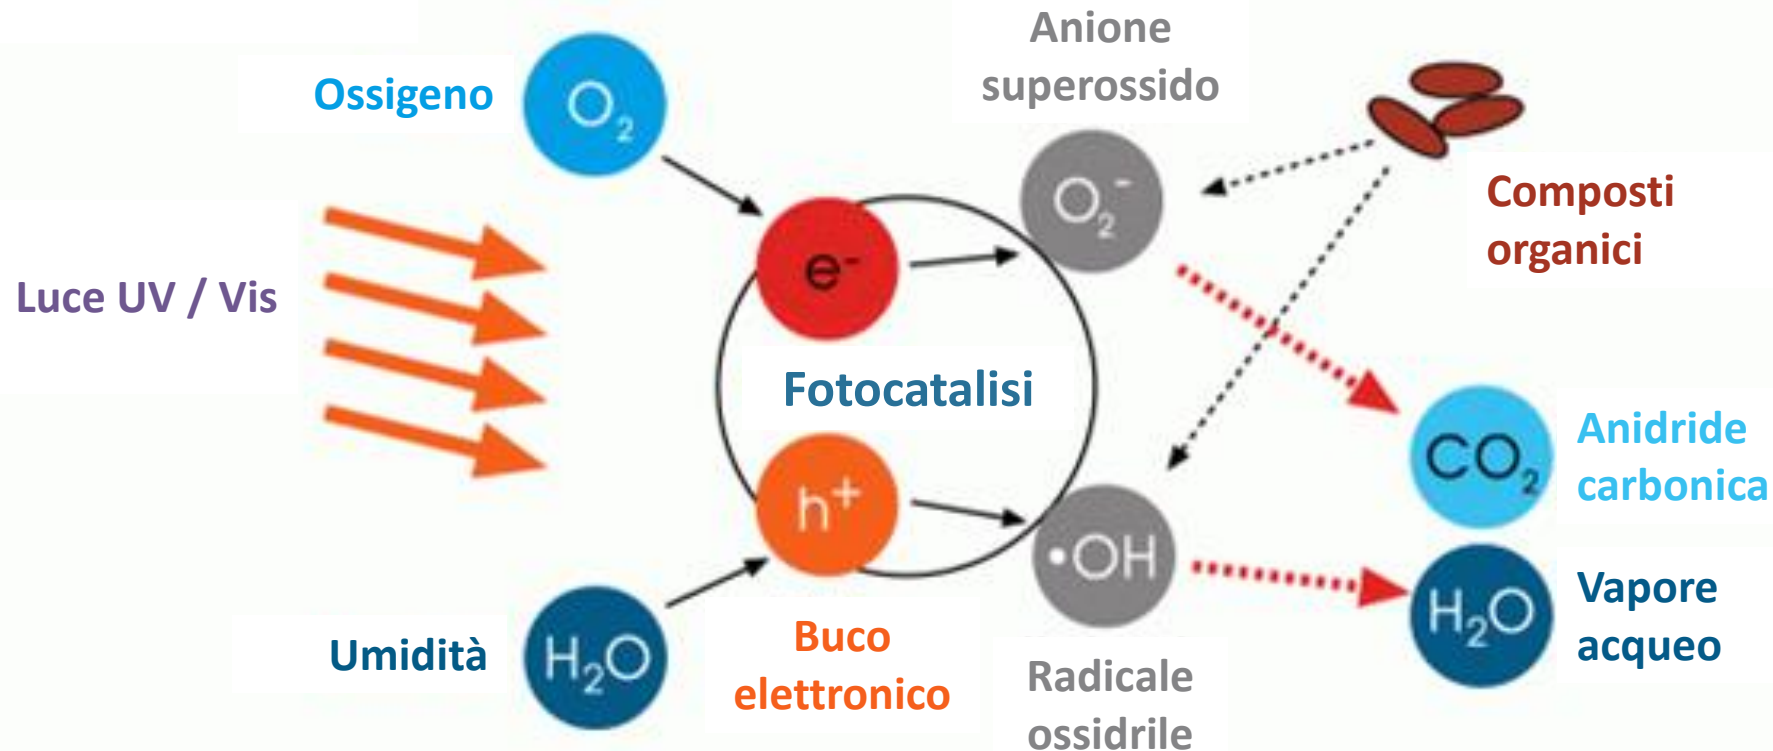 Anione
superossido
Ossigeno
O₂
O₂⁻
Composti
organici
Luce UV / Vis
e⁻
Fotocatalisi
h⁺
CO₂
Anidride
carbonica
•OH
H₂O
Vapore
acqueo
Umidità
H₂O
Buco
elettronico
Radicale
ossidrile